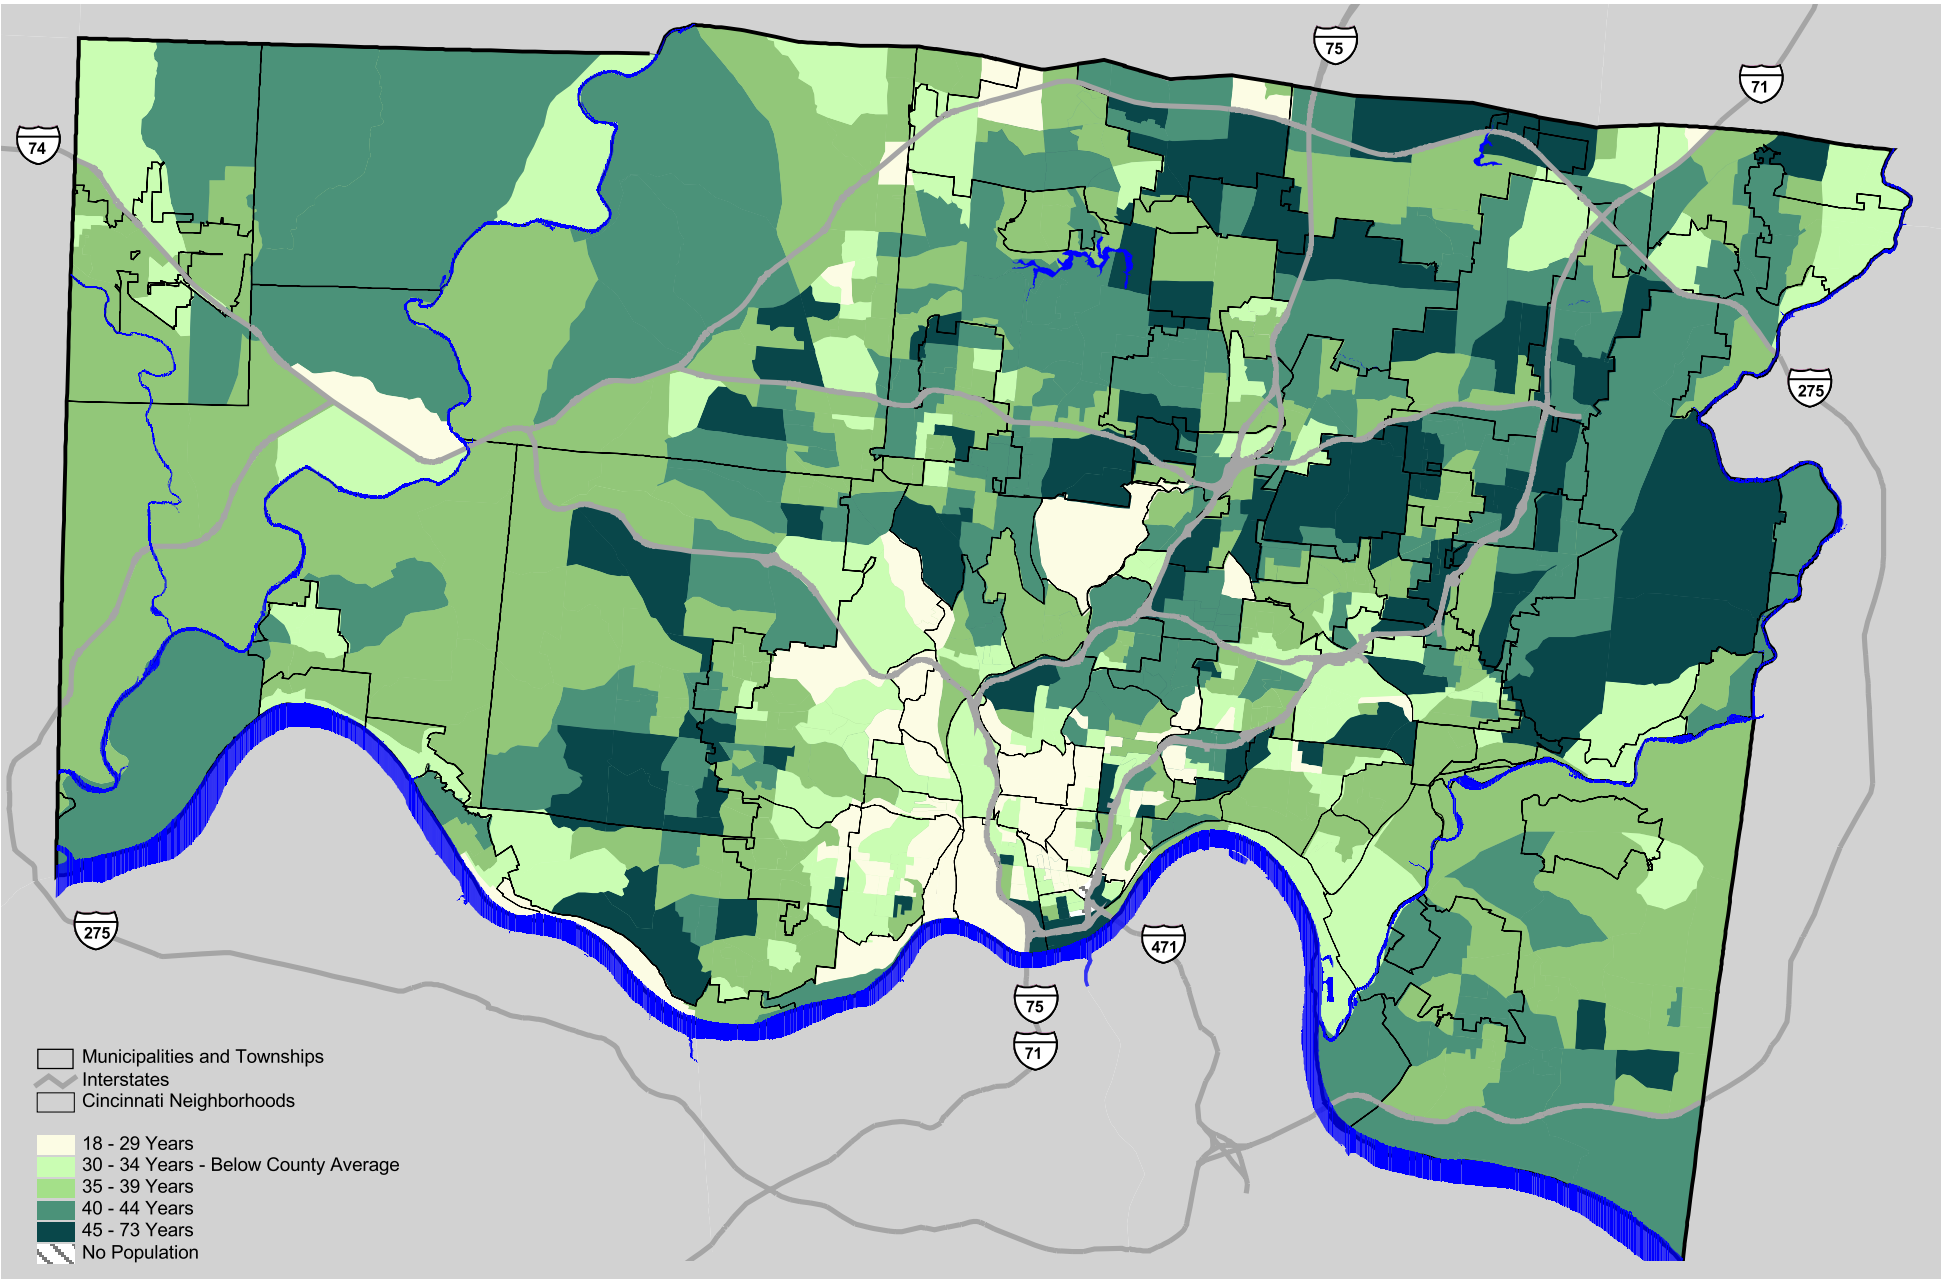 75
71
74
275
275
471
75
71
Municipalities and Townships
Interstates
Cincinnati Neighborhoods
18 - 29 Years
30 - 34 Years - Below County Average
35 - 39 Years
40 - 44 Years
45 - 73 Years
No Population